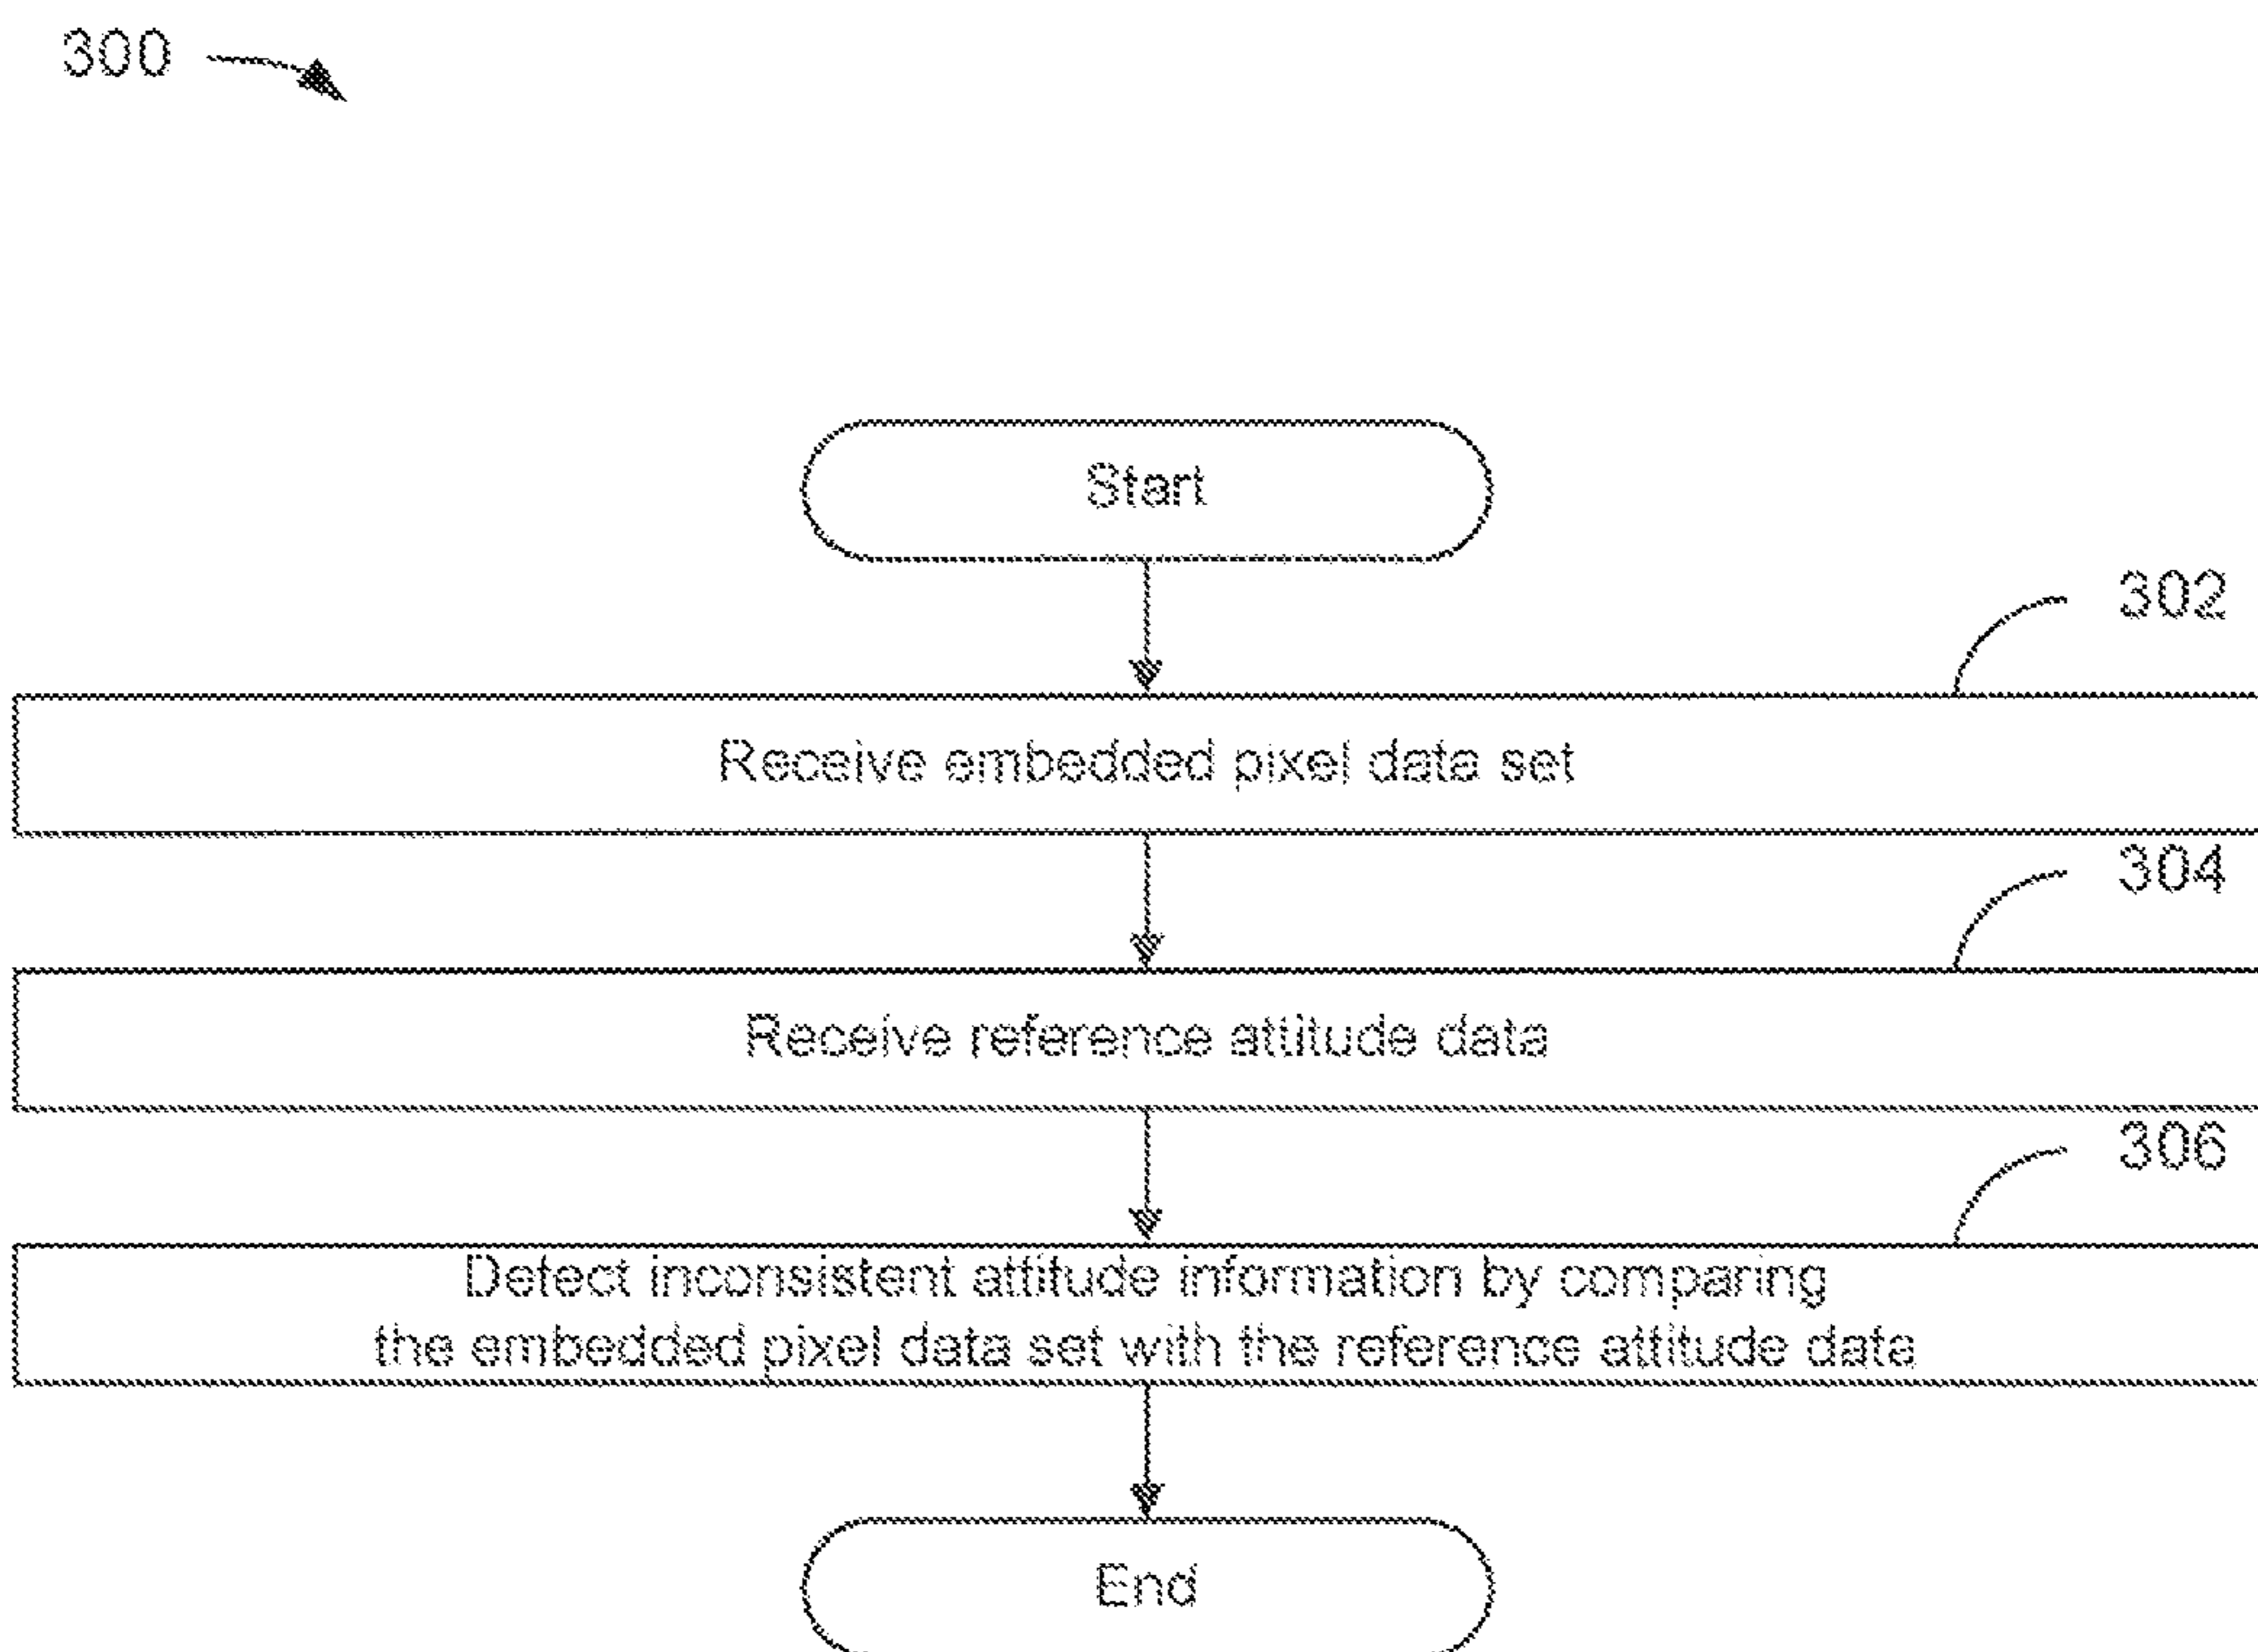 300
Start
302
Receive embedded pixel data set
304
Receive reference attitude data
306
Detect inconsistent attitude information by comparing
the embedded pixel data set with the reference attitude data
End